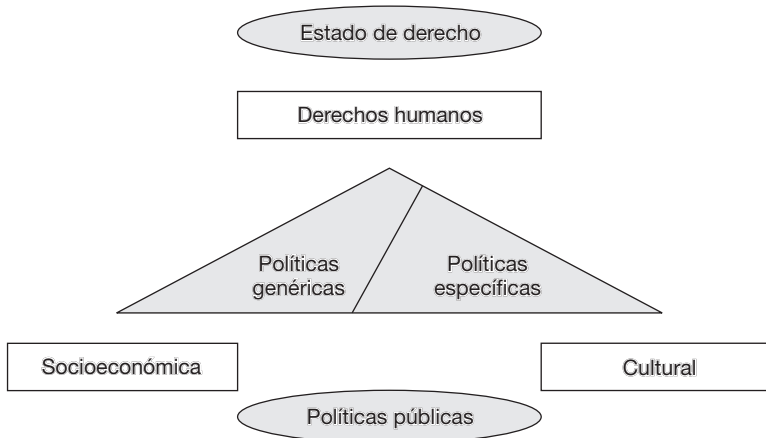 Estado de derecho
Derechos humanos
Políticas
genéricas
Políticas
específicas
Socioeconómica
Cultural
Políticas públicas